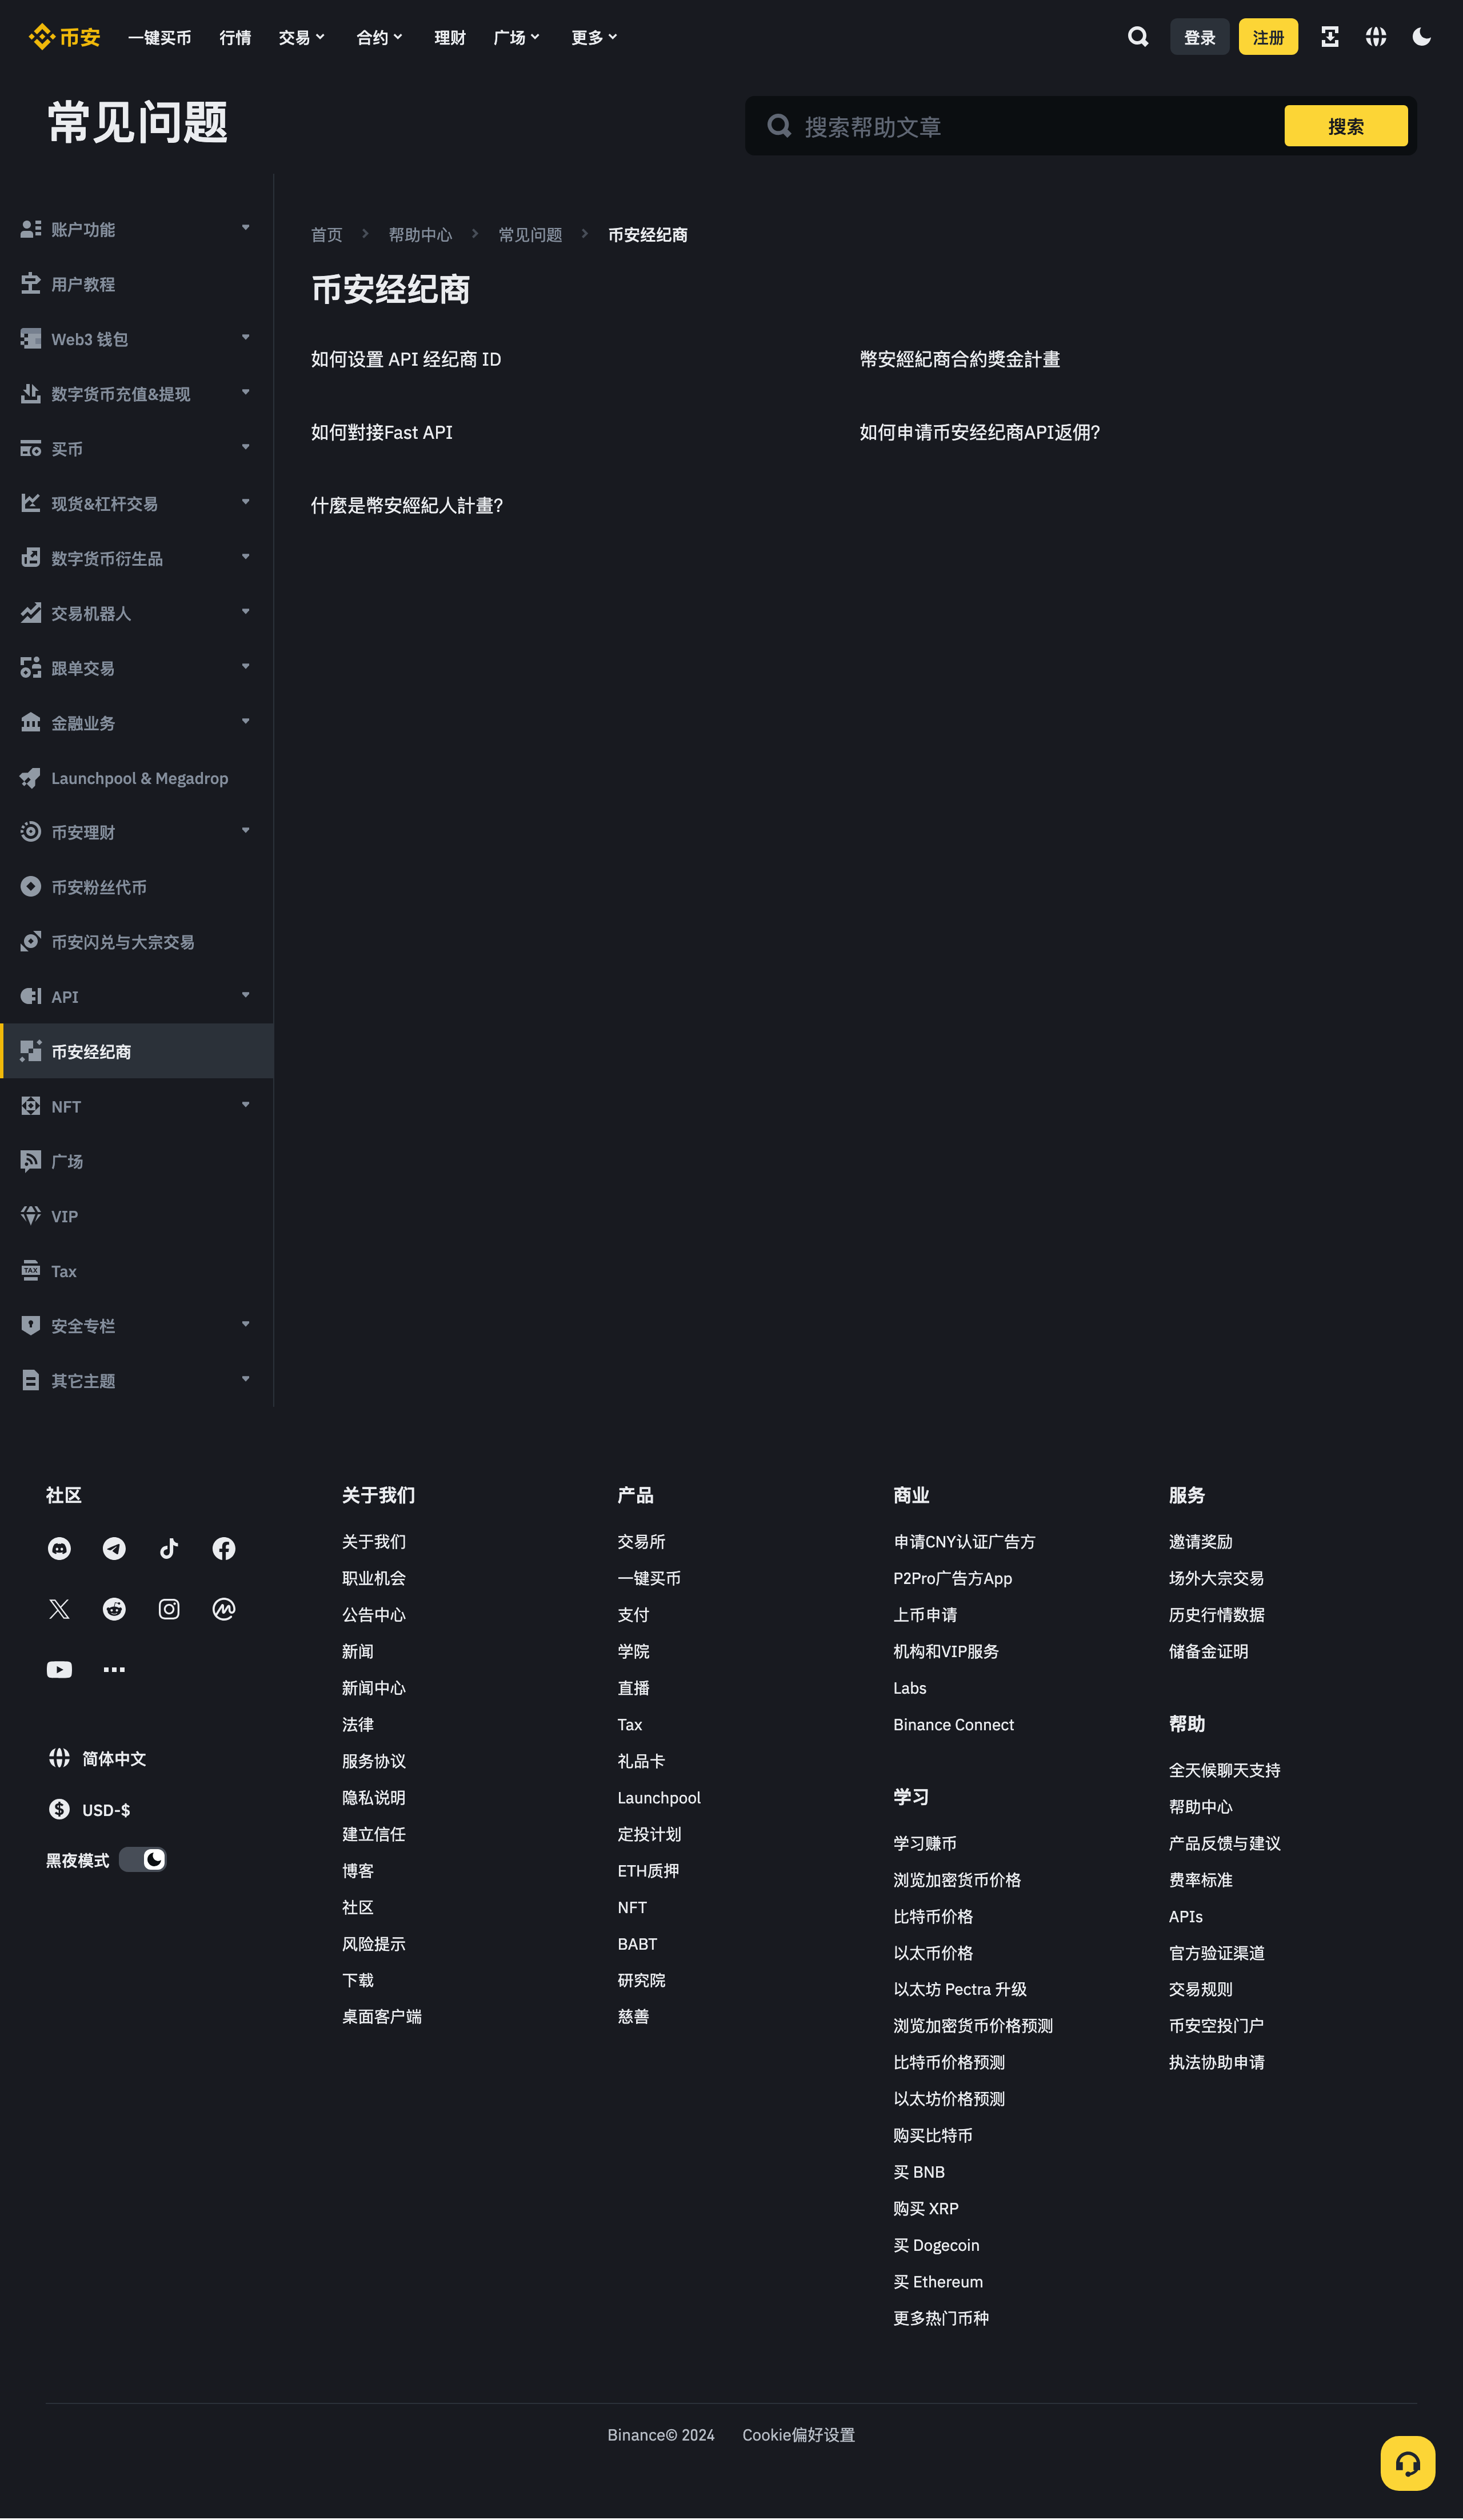 币安 一键买币 行情 交易 合约 理财 广场 更多 登录 注册
常见问题
搜索帮助文章 搜索
账户功能
用户教程
Web3 钱包
数字货币充值&提现
买币
现货&杠杆交易
数字货币衍生品
交易机器人
跟单交易
金融业务
Launchpool & Megadrop
币安理财
币安粉丝代币
币安闪兑与大宗交易
API
币安经纪商
NFT
广场
VIP
TAX
Tax
安全专栏
其它主题
首页 帮助中心 常见问题 币安经纪商
币安经纪商
如何设置 API 经纪商 ID 幣安經紀商合約獎金計畫
如何對接Fast API 如何申请币安经纪商API返佣?
什麼是幣安經紀人計畫?
社区
简体中文
USD-$
黑夜模式
关于我们
关于我们
职业机会
公告中心
新闻
新闻中心
法律
服务协议
隐私说明
建立信任
博客
社区
风险提示
下载
桌面客户端
产品
交易所
一键买币
支付
学院
直播
Tax
礼品卡
Launchpool
定投计划
ETH质押
NFT
BABT
研究院
慈善
商业
申请CNY认证广告方
P2Pro广告方App
上币申请
机构和VIP服务
Labs
Binance Connect
学习
学习赚币
浏览加密货币价格
比特币价格
以太币价格
以太坊 Pectra 升级
浏览加密货币价格预测
比特币价格预测
以太坊价格预测
购买比特币
买 BNB
购买 XRP
买 Dogecoin
买 Ethereum
更多热门币种
服务
邀请奖励
场外大宗交易
历史行情数据
储备金证明
帮助
全天候聊天支持
帮助中心
产品反馈与建议
费率标准
APIs
官方验证渠道
交易规则
币安空投门户
执法协助申请
Binance© 2024 Cookie偏好设置